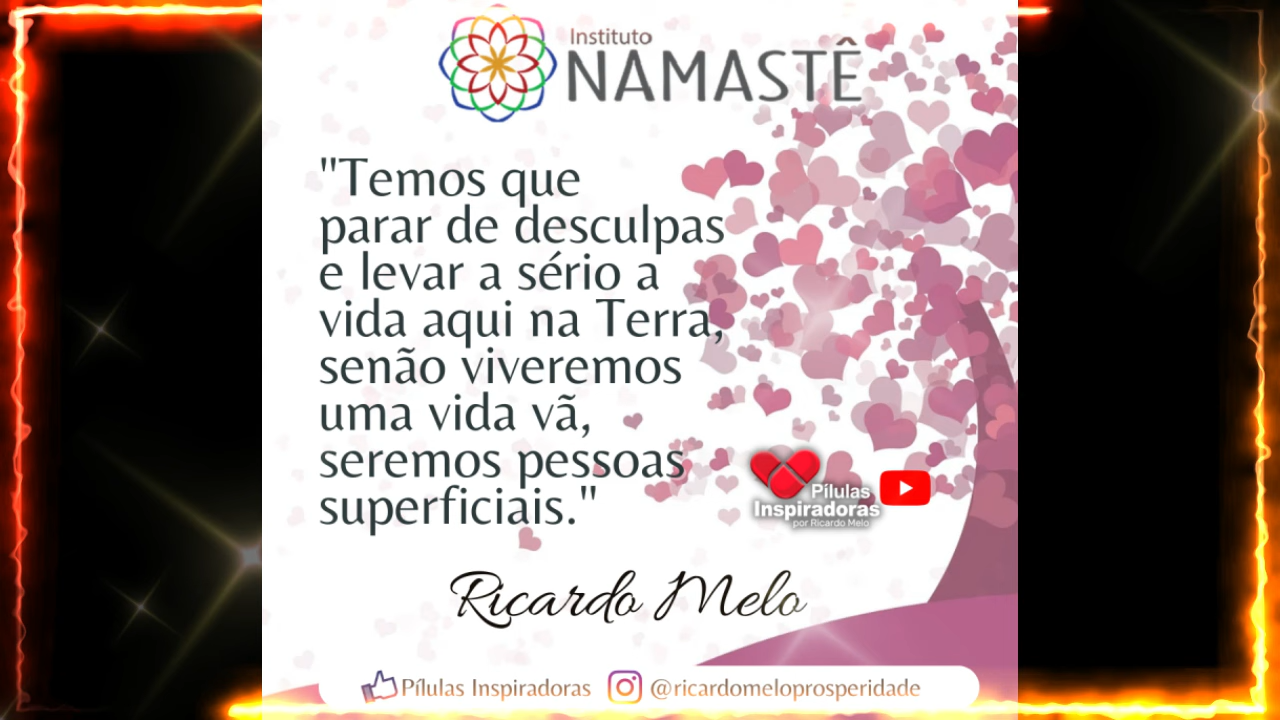 Instituto
NAMASTÊ
"Temos que
parar de desculpas
e levar a sério a
vida aqui na Terra,
senão viveremos
uma vida vã,
seremos pessoas
superficiais."
Pílulas
Inspiradoras
por Ricardo Melo
Ricardo Melo
Pílulas Inspiradoras @ricardomeloprosperidade